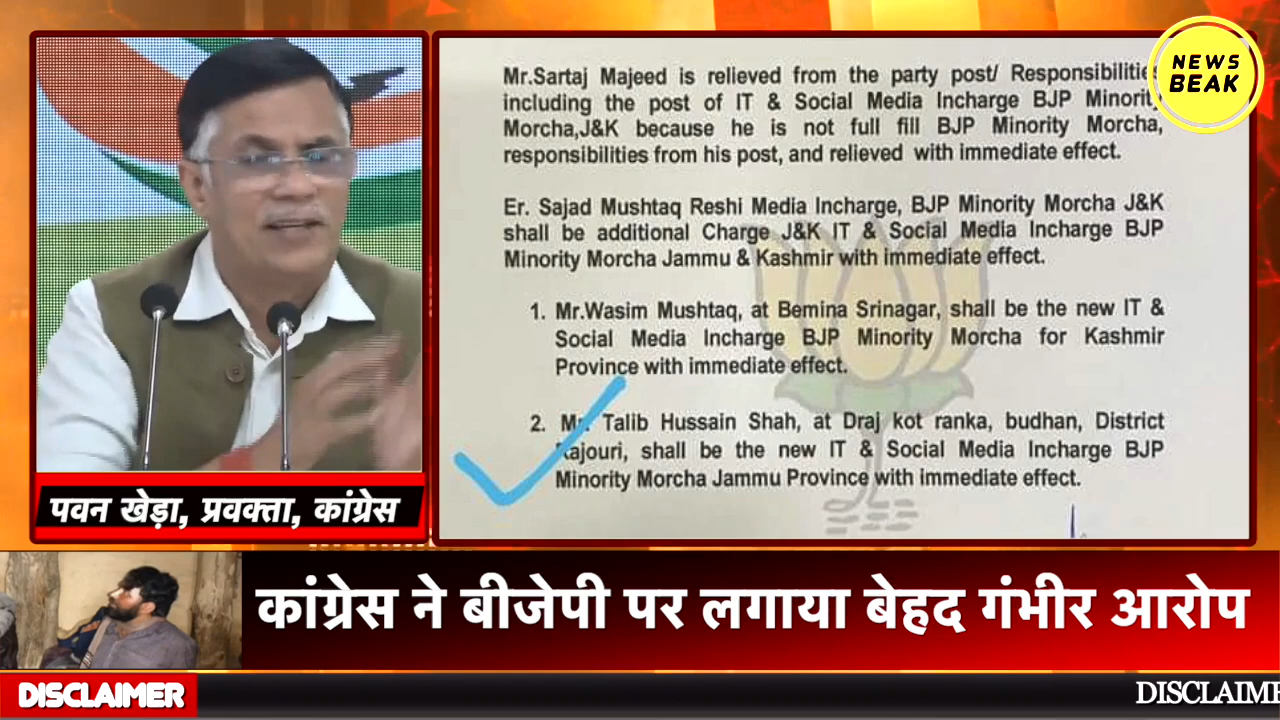 NEWS
BEAK
Mr.Sartaj Majeed is relieved from the party post/ Responsibilities
including the post of IT & Social Media Incharge BJP Minority
Morcha,J&K because he is not full fill BJP Minority Morcha,
responsibilities from his post, and relieved with immediate effect.
Er. Sajad Mushtaq Reshi Media Incharge, BJP Minority Morcha J&K
shall be additional Charge J&K IT & Social Media Incharge BJP
Minority Morcha Jammu & Kashmir with immediate effect.
1. Mr.Wasim Mushtaq, at Bemina Srinagar, shall be the new IT &
Social Media Incharge BJP Minority Morcha for Kashmir
Province with immediate effect.
2. Mr. Talib Hussain Shah, at Draj kot ranka, budhan, District
Rajouri, shall be the new IT & Social Media Incharge BJP
Minority Morcha Jammu Province with immediate effect.
पवन खेड़ा, प्रवक्ता, कांग्रेस
कांग्रेस ने बीजेपी पर लगाया बेहद गंभीर आरोप
DISCLAIMER
DISCLAIME